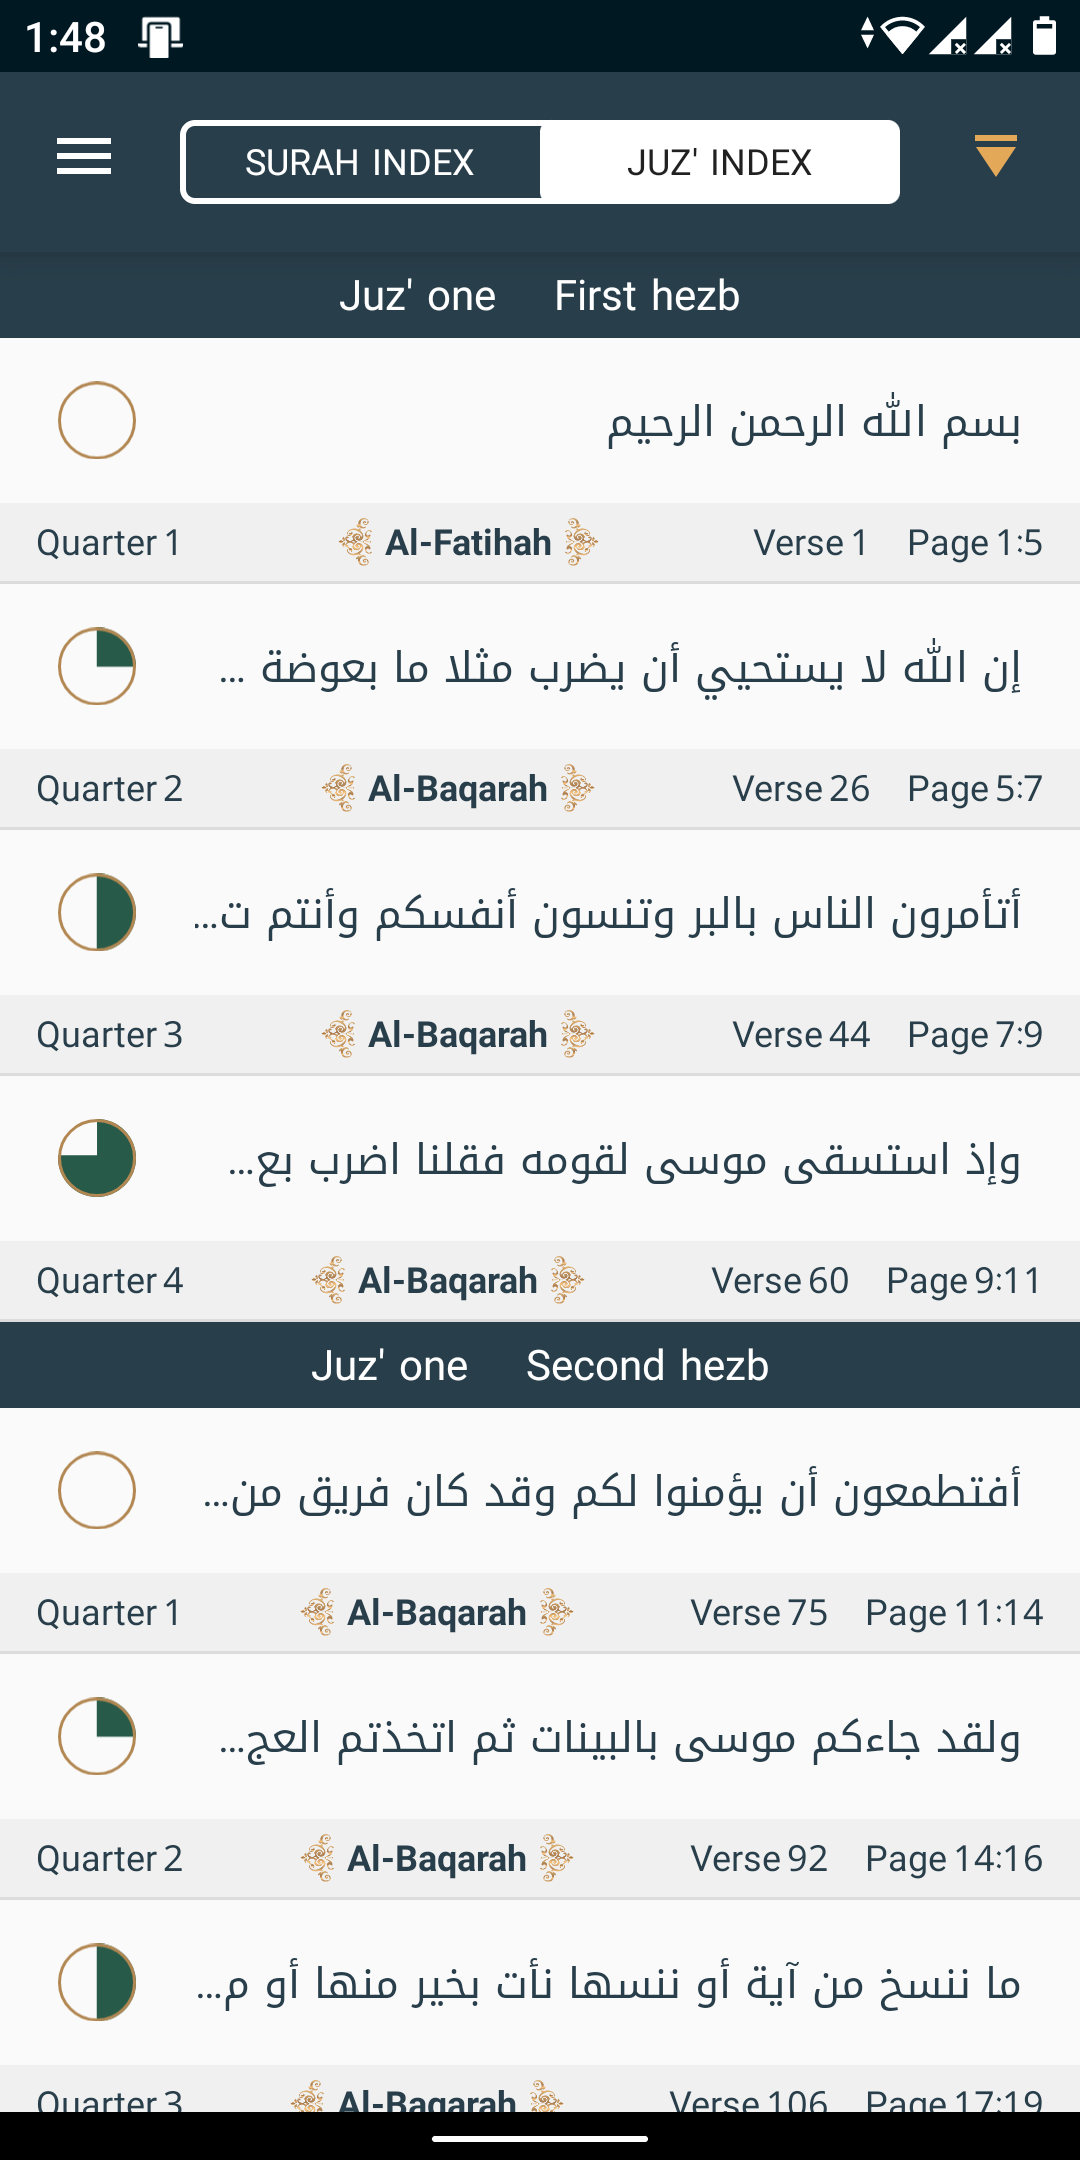 1:48
SURAH INDEX JUZ' INDEX
Juz' one First hezb
بسم الله الرحمن الرحيم
Quarter 1 Al-Fatihah Verse 1 Page 1:5
إن الله لا يستحيي أن يضرب مثلا ما بعوضة ...
Quarter 2 Al-Baqarah Verse 26 Page 5:7
أتأمرون الناس بالبر وتنسون أنفسكم وأنتم ت...
Quarter 3 Al-Baqarah Verse 44 Page 7:9
وإذ استسقى موسى لقومه فقلنا اضرب بع...
Quarter 4 Al-Baqarah Verse 60 Page 9:11
Juz' one Second hezb
أفتطمعون أن يؤمنوا لكم وقد كان فريق من...
Quarter 1 Al-Baqarah Verse 75 Page 11:14
ولقد جاءكم موسى بالبينات ثم اتخذتم العج...
Quarter 2 Al-Baqarah Verse 92 Page 14:16
ما ننسخ من آية أو ننسها نأت بخير منها أو م...
Quarter 3 Al-Baqarah Verse 106 Page 17:19